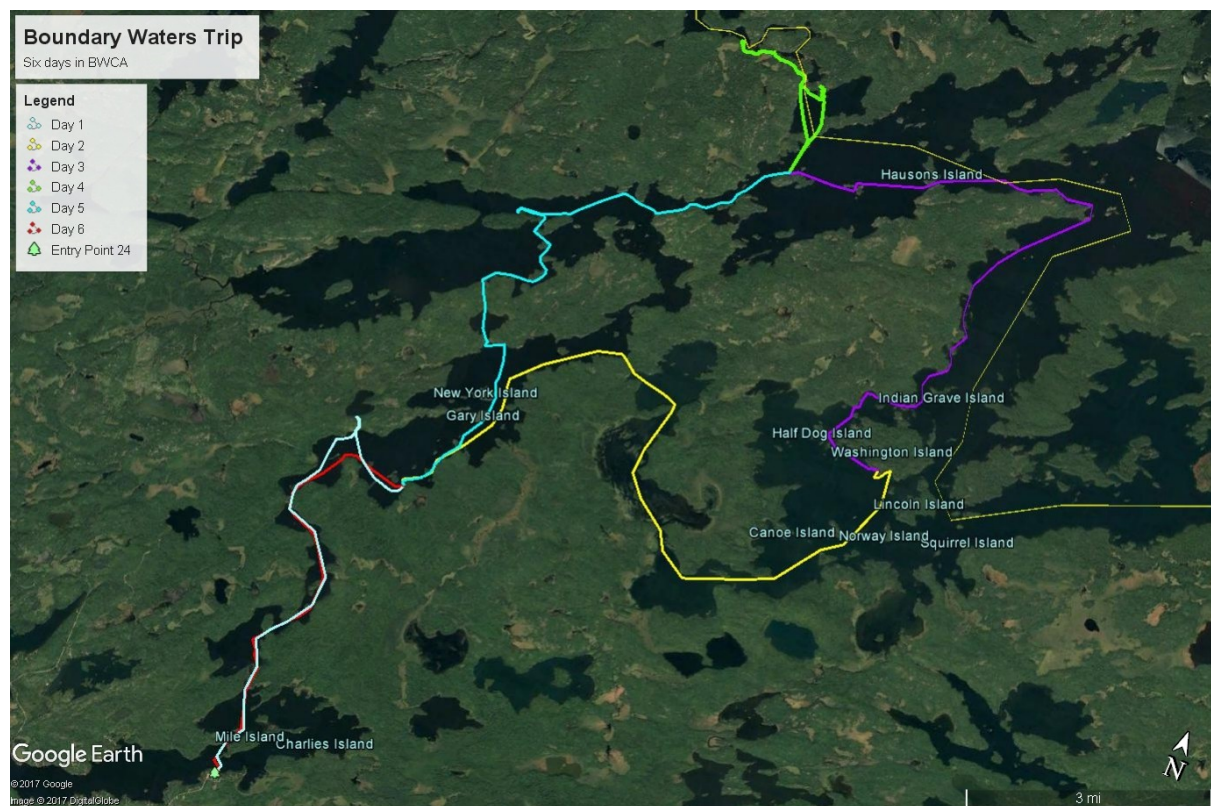 Boundary Waters Trip
Six days in BWCA
Legend
Day 1
Day 2
Day 3
Day 4
Day 5
Day 6
Entry Point 24
Hausons Island
New York Island
Gary Island
Indian Grave Island
Half Dog Island
Washington Island
Lincoln Island
Canoe Island
Norway Island
Squirrel Island
Mile Island
Charlies Island
Google Earth
©2017 Google
Image © 2017 DigitalGlobe
N
3 mi